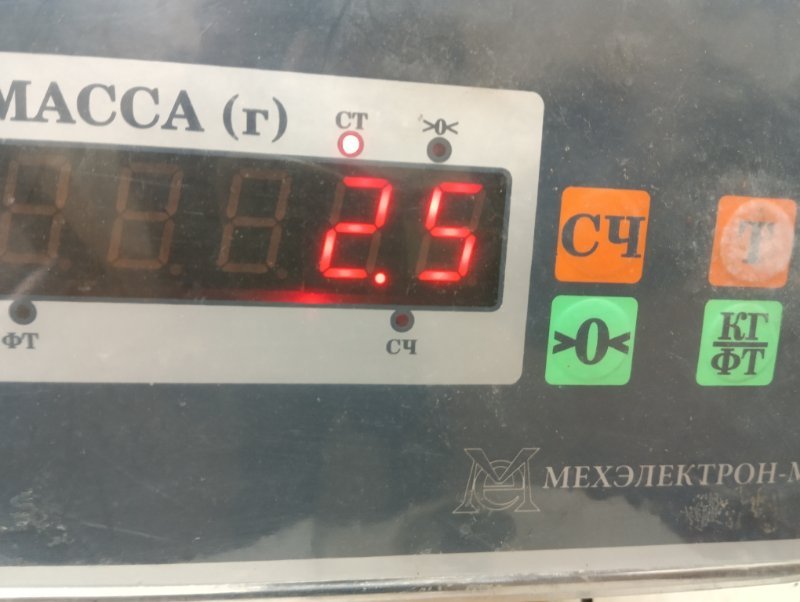 МАССА (г)
СТ
>0<
2.5
ФТ
СЧ
СЧ
Т
>0<
КГ
ФТ
МЕХЭЛЕКТРОН-М